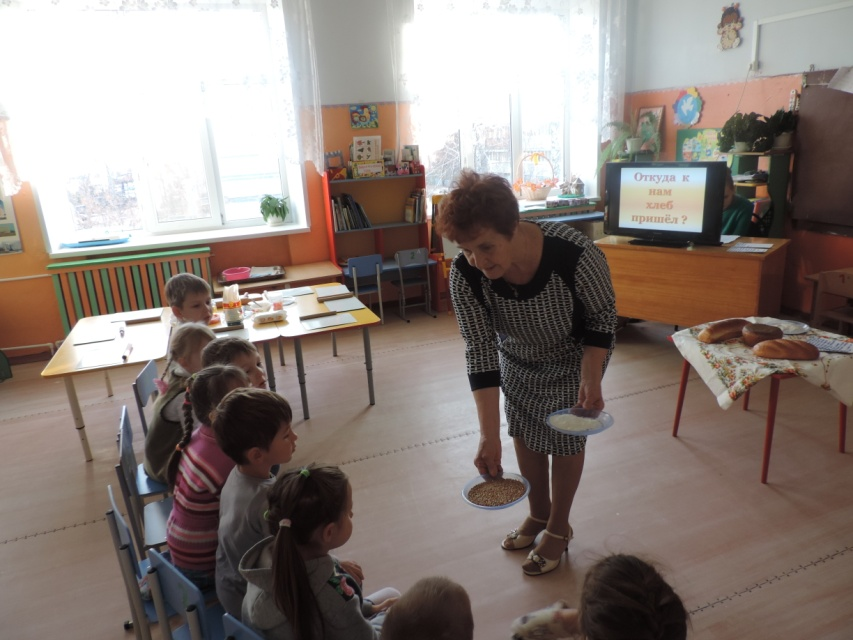 Откуда к
нам
хлеб
пришёл ?